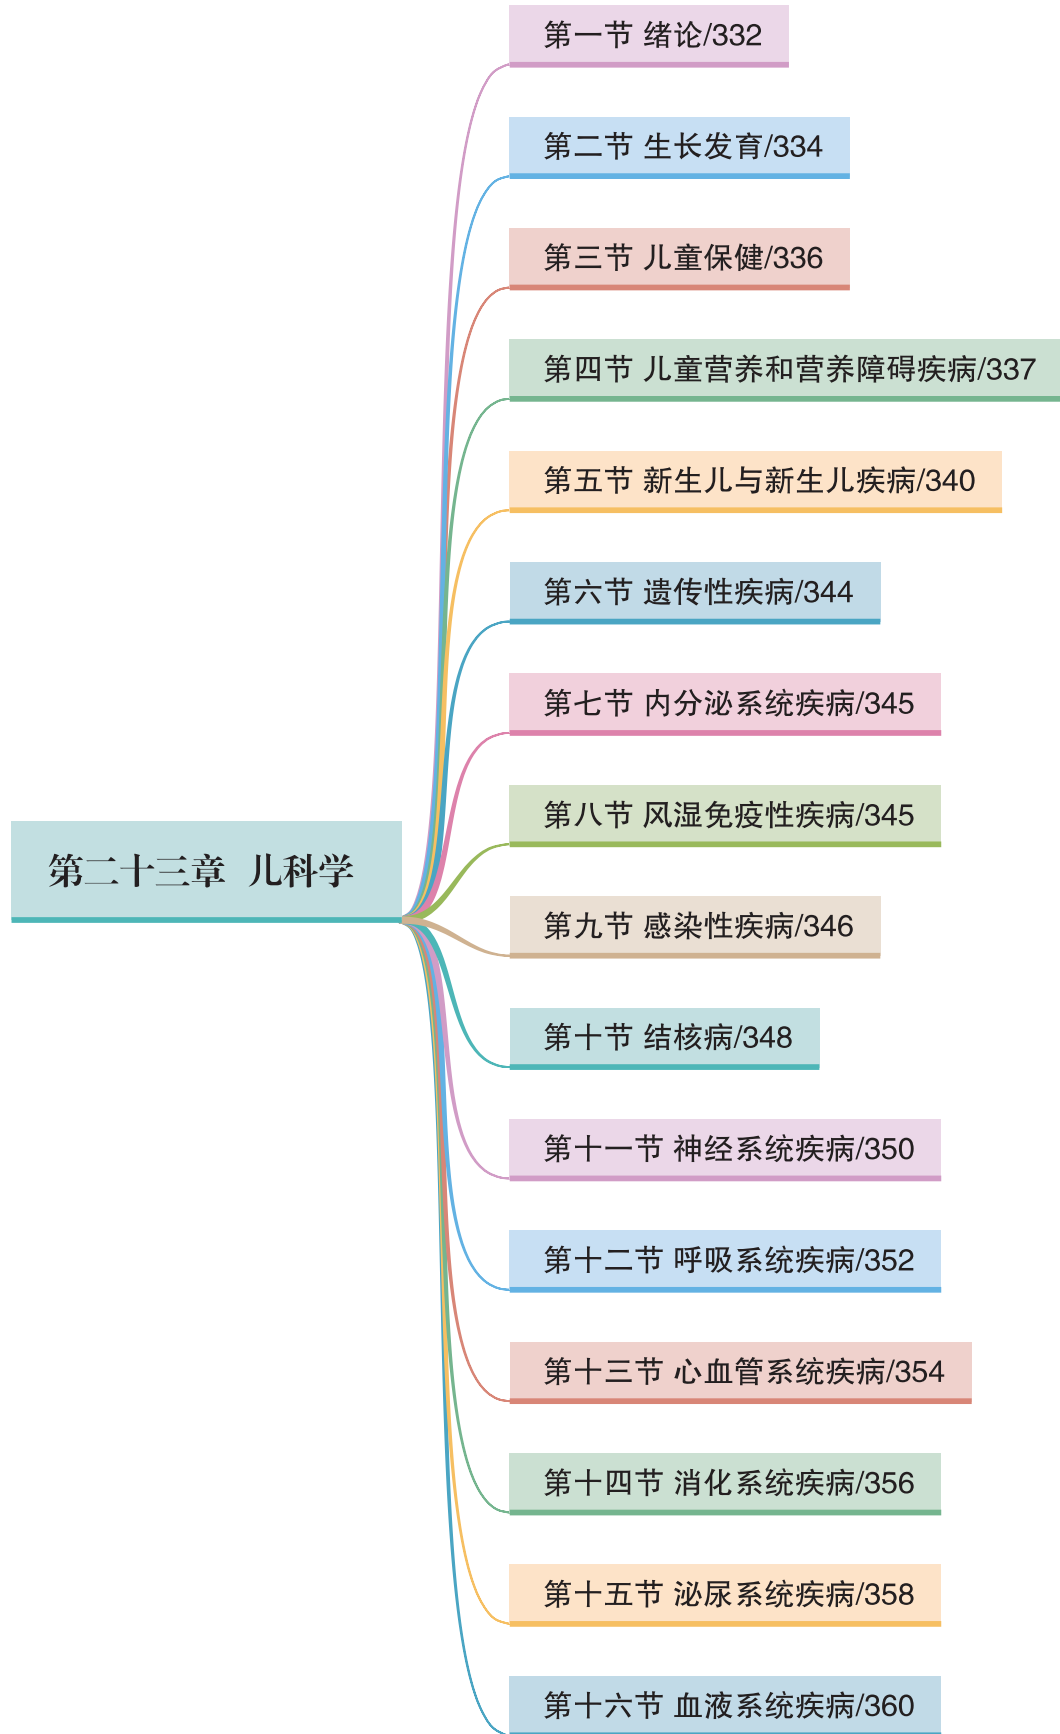 第一节 绪论/332
第二节 生长发育/334
第三节 儿童保健/336
第四节 儿童营养和营养障碍疾病/337
第五节 新生儿与新生儿疾病/340
第六节 遗传性疾病/344
第七节 内分泌系统疾病/345
第八节 风湿免疫性疾病/345
第二十三章 儿科学
第九节 感染性疾病/346
第十节 结核病/348
第十一节 神经系统疾病/350
第十二节 呼吸系统疾病/352
第十三节 心血管系统疾病/354
第十四节 消化系统疾病/356
第十五节 泌尿系统疾病/358
第十六节 血液系统疾病/360